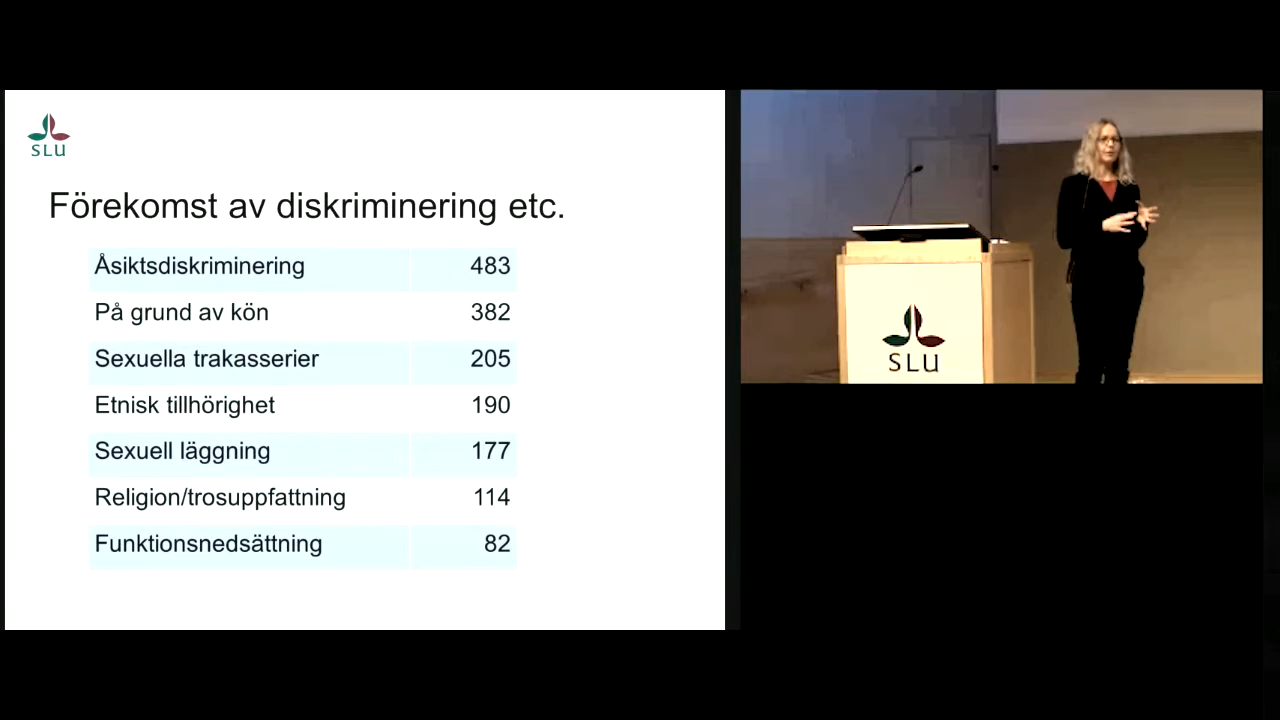 SLU
Förekomst av diskriminering etc.
Åsiktsdiskriminering 483
På grund av kön 382
Sexuella trakasserier 205
Etnisk tillhörighet 190
Sexuell läggning 177
Religion/trosuppfattning 114
Funktionsnedsättning 82
SLU